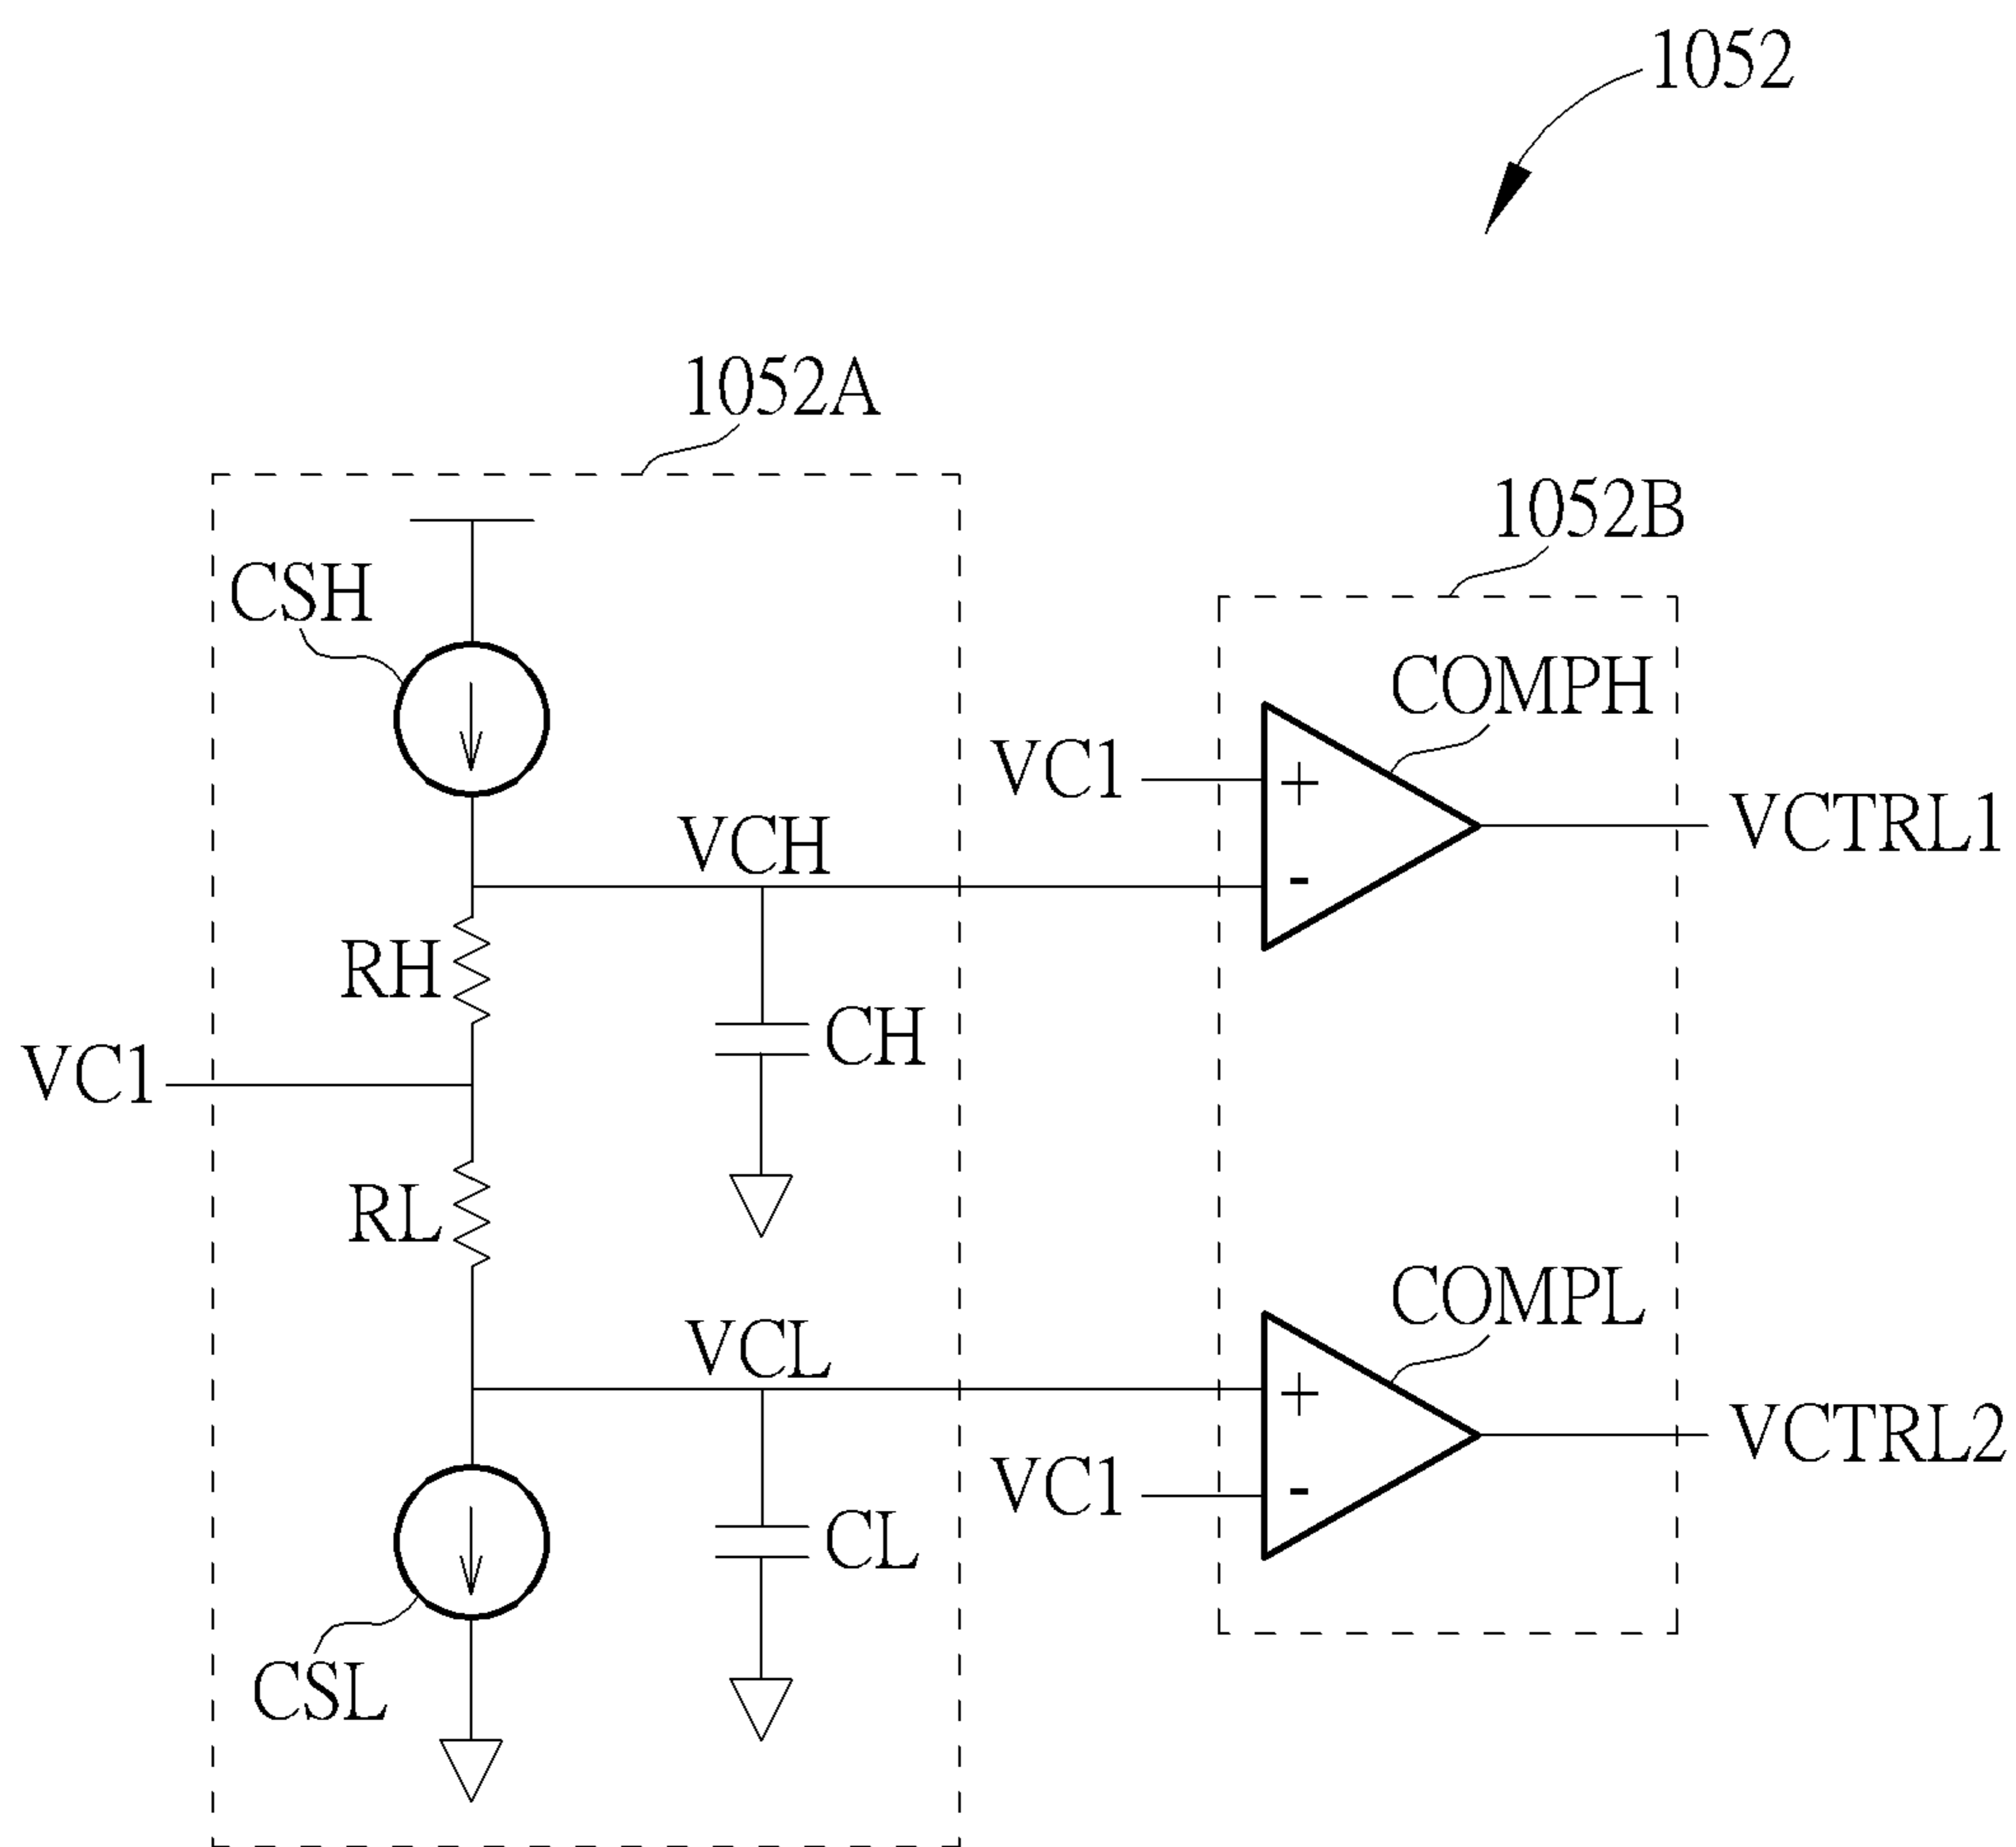 1052
1052A
1052B
CSH
COMPH
VC1
+
VCTRL1
VCH
-
RH
CH
VC1
RL
COMPL
VCL
+
VCTRL2
VC1
-
CL
CSL